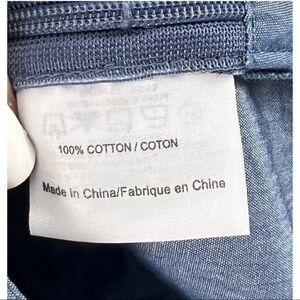 100% COTTON / COTON
Made in China/Fabrique en Chine